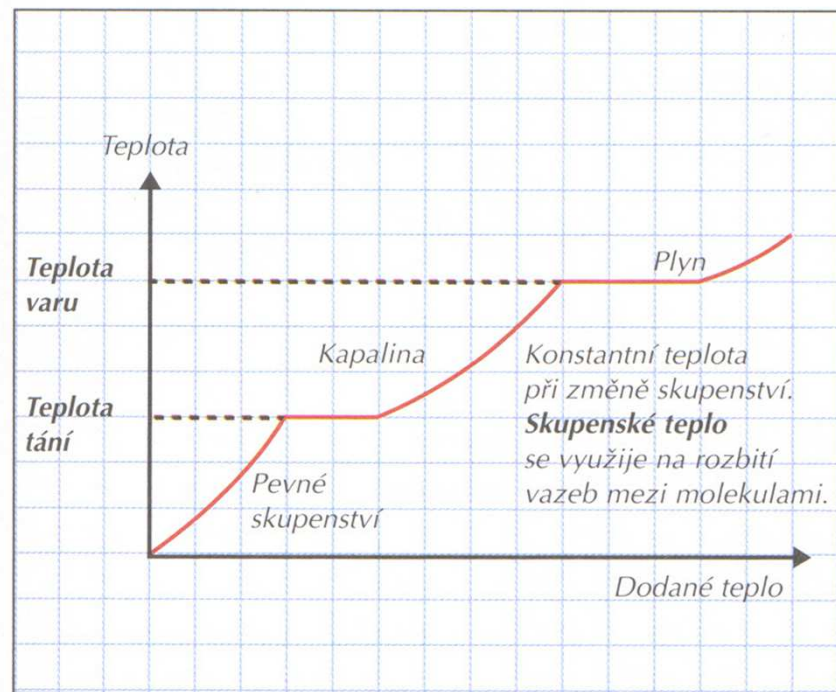 Teplota
Teplota
varu
Plyn
Kapalina
Konstantní teplota
při změně skupenství.
Skupenské teplo
se využije na rozbití
vazeb mezi molekulami.
Teplota
tání
Pevné
skupenství
Dodané teplo